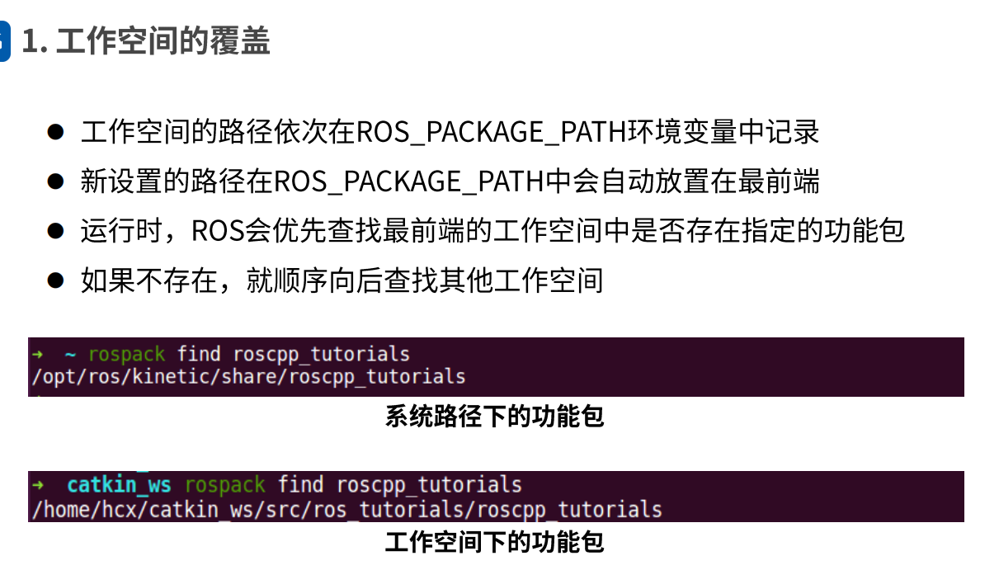 1. 工作空间的覆盖
● 工作空间的路径依次在ROS_PACKAGE_PATH环境变量中记录
● 新设置的路径在ROS_PACKAGE_PATH中会自动放置在最前端
● 运行时，ROS会优先查找最前端的工作空间中是否存在指定的功能包
● 如果不存在，就顺序向后查找其他工作空间
➜ ~ rospack find roscpp_tutorials
/opt/ros/kinetic/share/roscpp_tutorials
系统路径下的功能包
➜ catkin_ws rospack find roscpp_tutorials
/home/hcx/catkin_ws/src/ros_tutorials/roscpp_tutorials
工作空间下的功能包